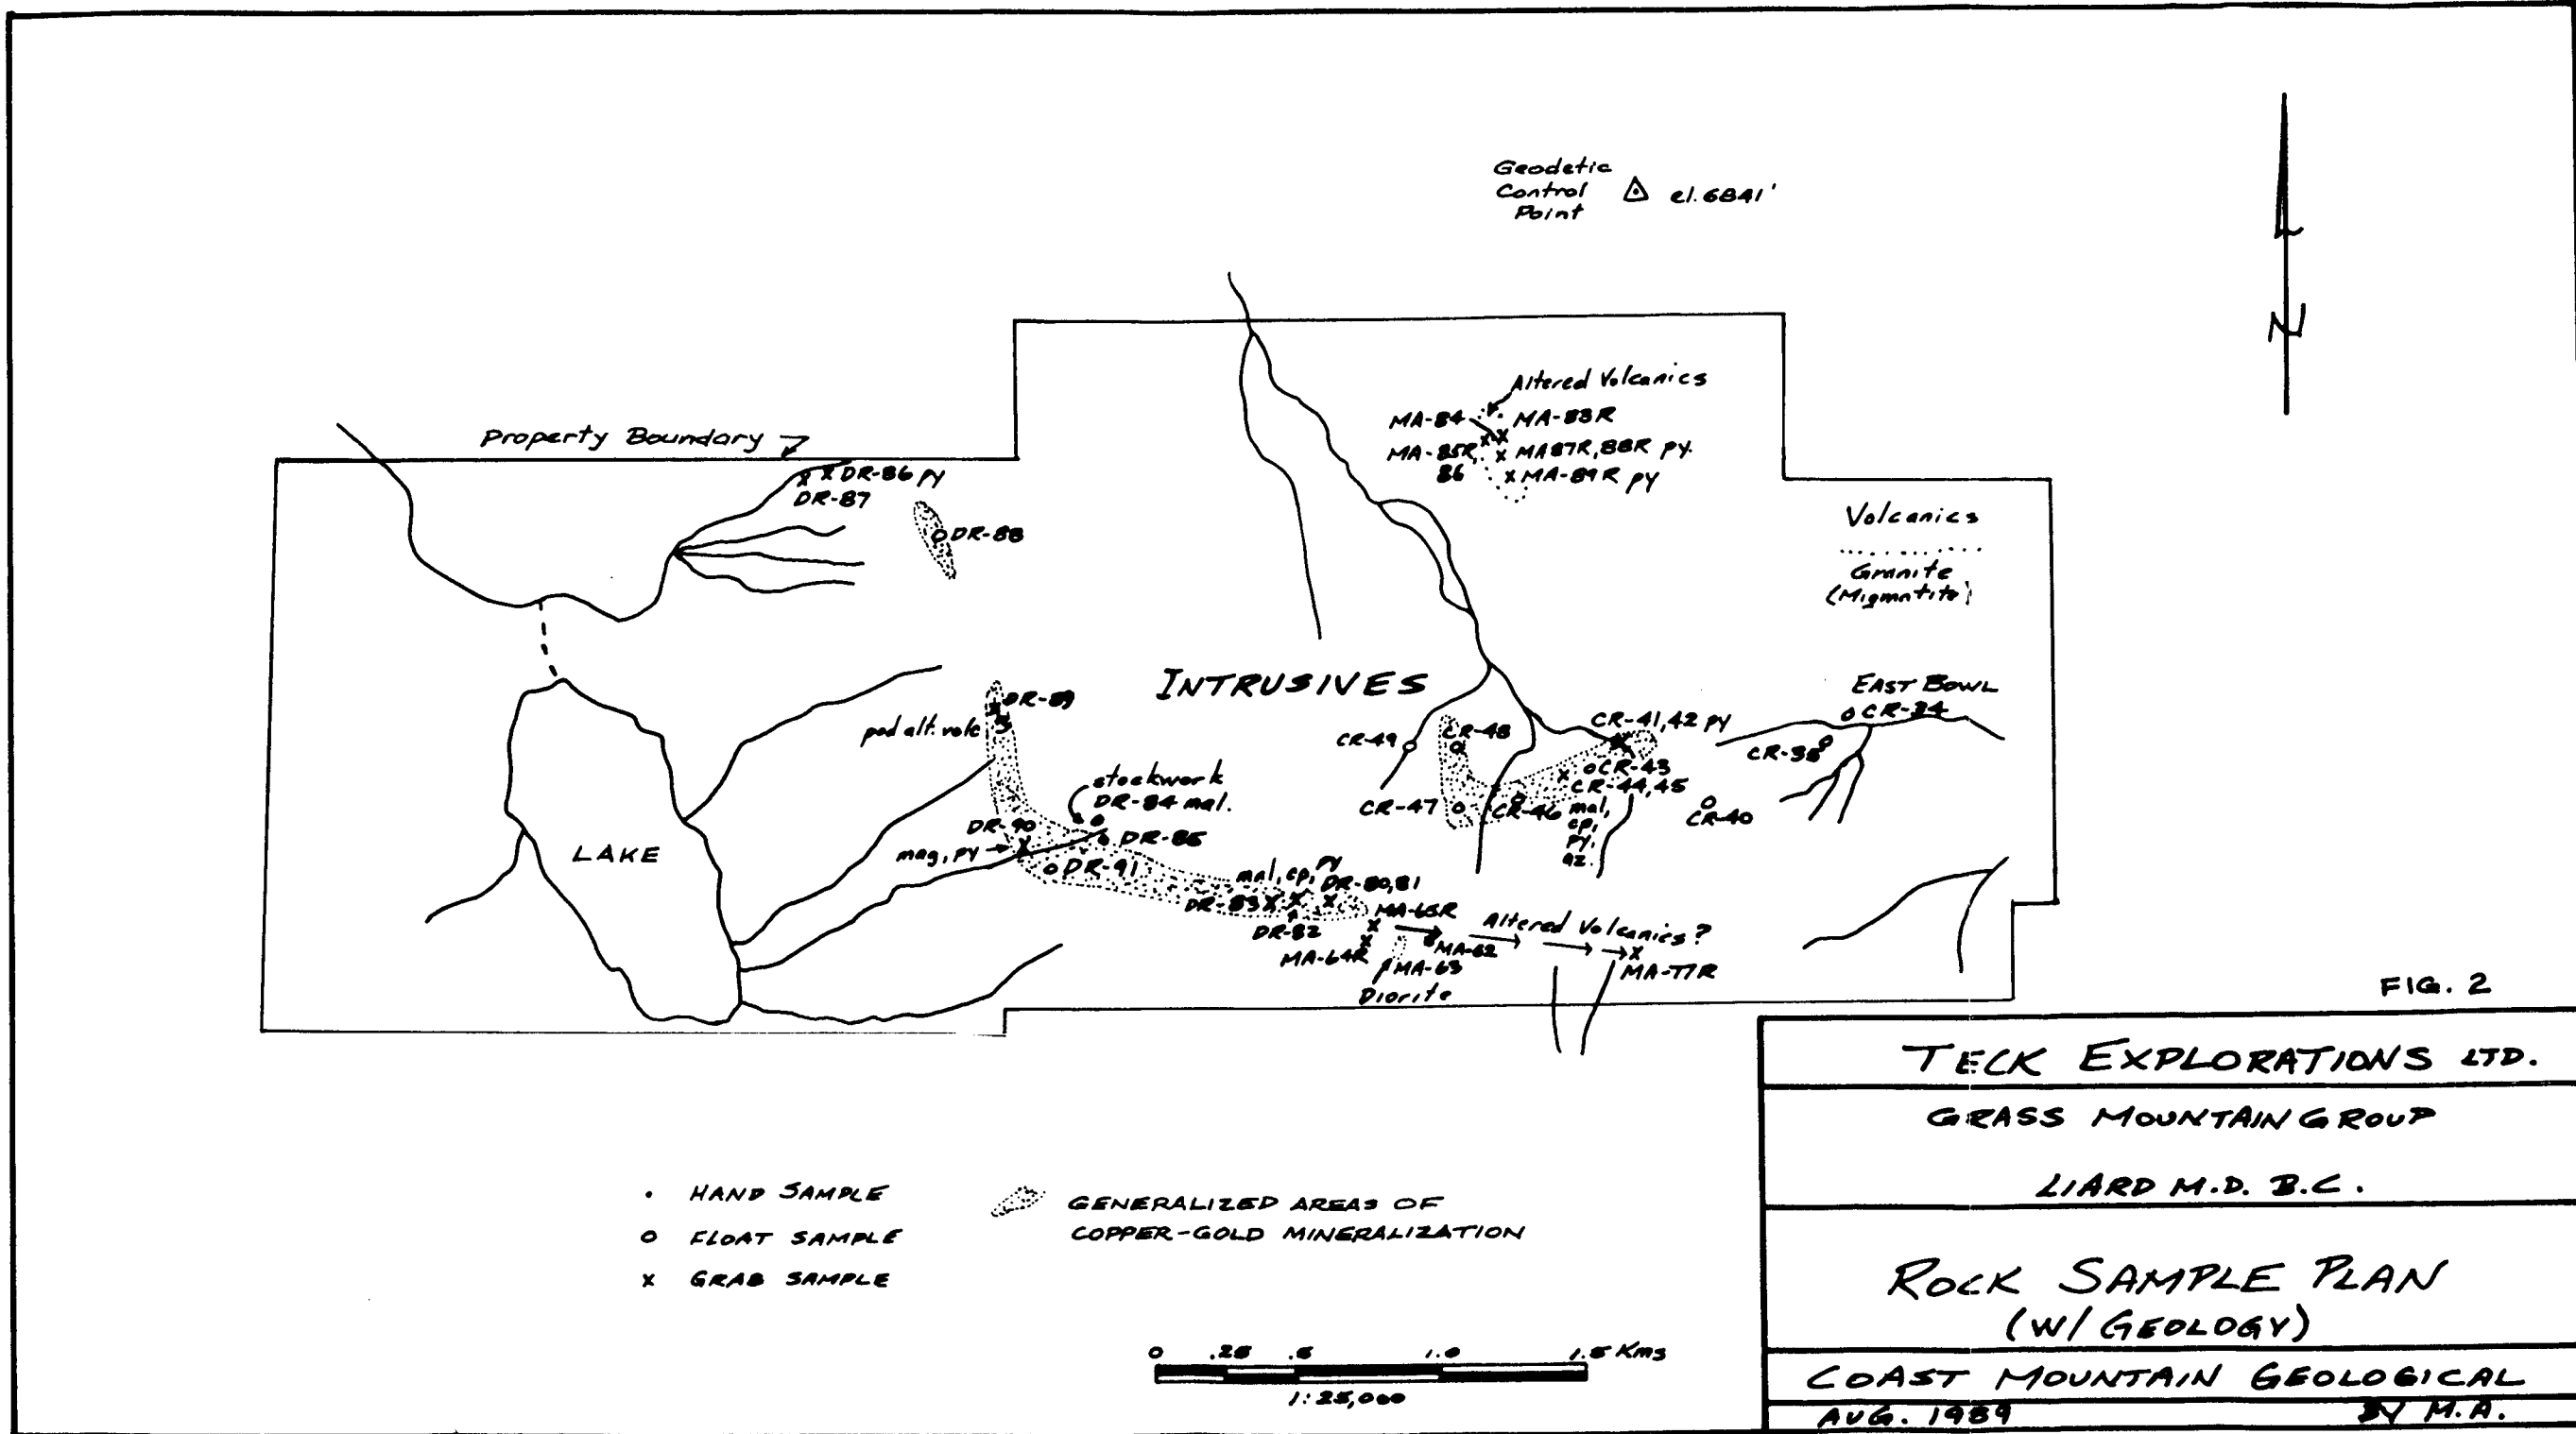 Geodetic
Control
Point
el. 6841'
N
Property Boundary
Altered Volcanics
MA-84
MA-83R
MA-85R,
86
MA87R,88R py.
MA-89R py
DR-86 py
DR-87
DR-88
Volcanics
Granite
(Migmatite)
INTRUSIVES
EAST BOWL
CR-34
CR-38
CR-40
DR-89
pod alt. volc
CR-41,42 py
CR-49
CR-48
CR-43
CR-44,45
CR-47
CR-46
mal,
cp,
py,
az.
stockwork
DR-84 mal.
DR-85
DR-90
mag, py
DR-91
LAKE
mal, cp, py
DR-80,81
DR-83
DR-82
MA-65R
MA-64R
MA-63
MA-62
Altered Volcanics?
MA-77R
Diorite
FIG. 2
TECK EXPLORATIONS LTD.
GRASS MOUNTAIN GROUP
LIARD M.D. B.C.
ROCK SAMPLE PLAN
(W/ GEOLOGY)
COAST MOUNTAIN GEOLOGICAL
AUG. 1989 BY M.A.
HAND SAMPLE
FLOAT SAMPLE
x GRAB SAMPLE
GENERALIZED AREAS OF
COPPER-GOLD MINERALIZATION
0 .25 .5 1.0 1.5 Kms
1:25,000